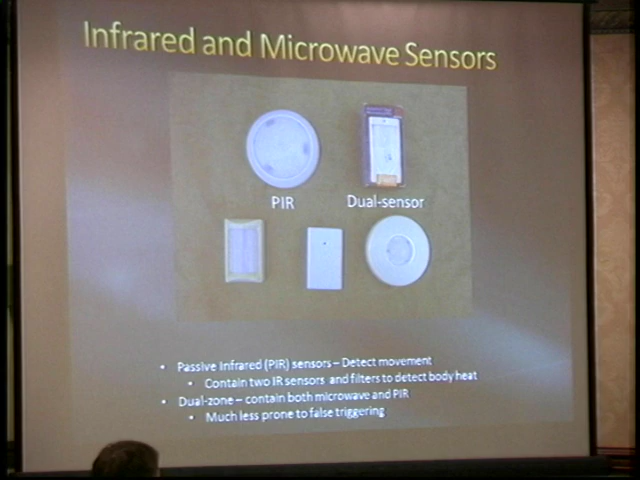 Infrared and Microwave Sensors
PIR
Dual-sensor
• Passive Infrared (PIR) sensors – Detect movement
• Contain two IR sensors and filters to detect body heat
• Dual-zone – contain both microwave and PIR
• Much less prone to false triggering